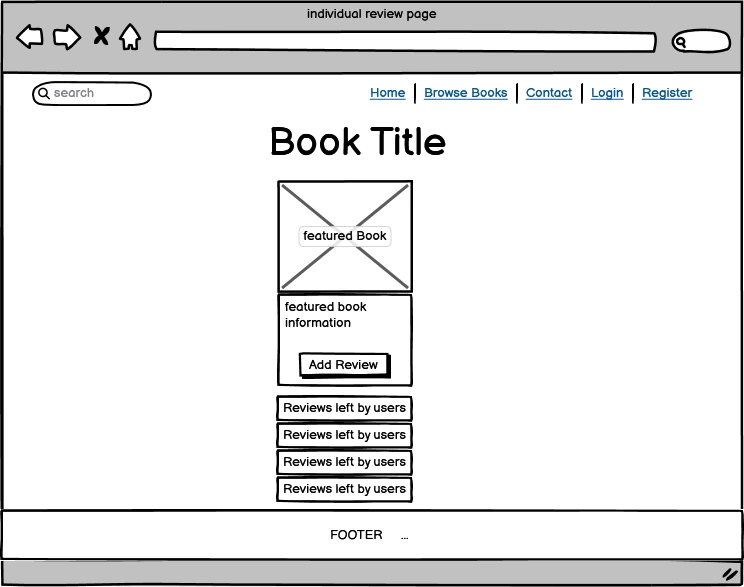 individual review page
search
Home
Browse Books
Contact
Login
Register
Book Title
featured Book
featured book
information
Add Review
Reviews left by users
Reviews left by users
Reviews left by users
Reviews left by users
FOOTER ...